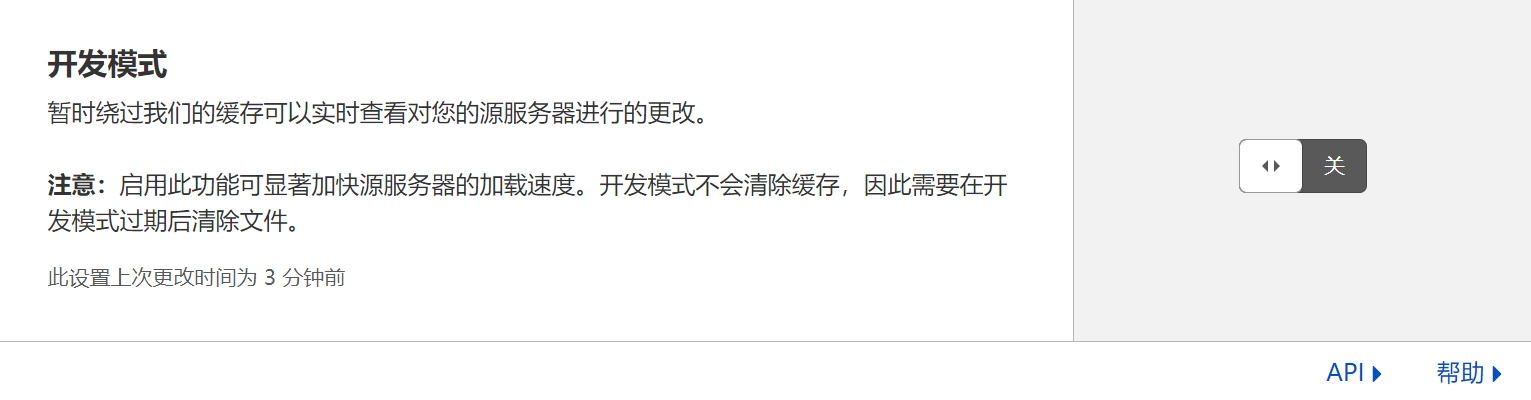 开发模式
暂时绕过我们的缓存可以实时查看对您的源服务器进行的更改。
注意：启用此功能可显著加快源服务器的加载速度。开发模式不会清除缓存，因此需要在开
发模式过期后清除文件。
此设置上次更改时间为 3 分钟前
关
API
帮助